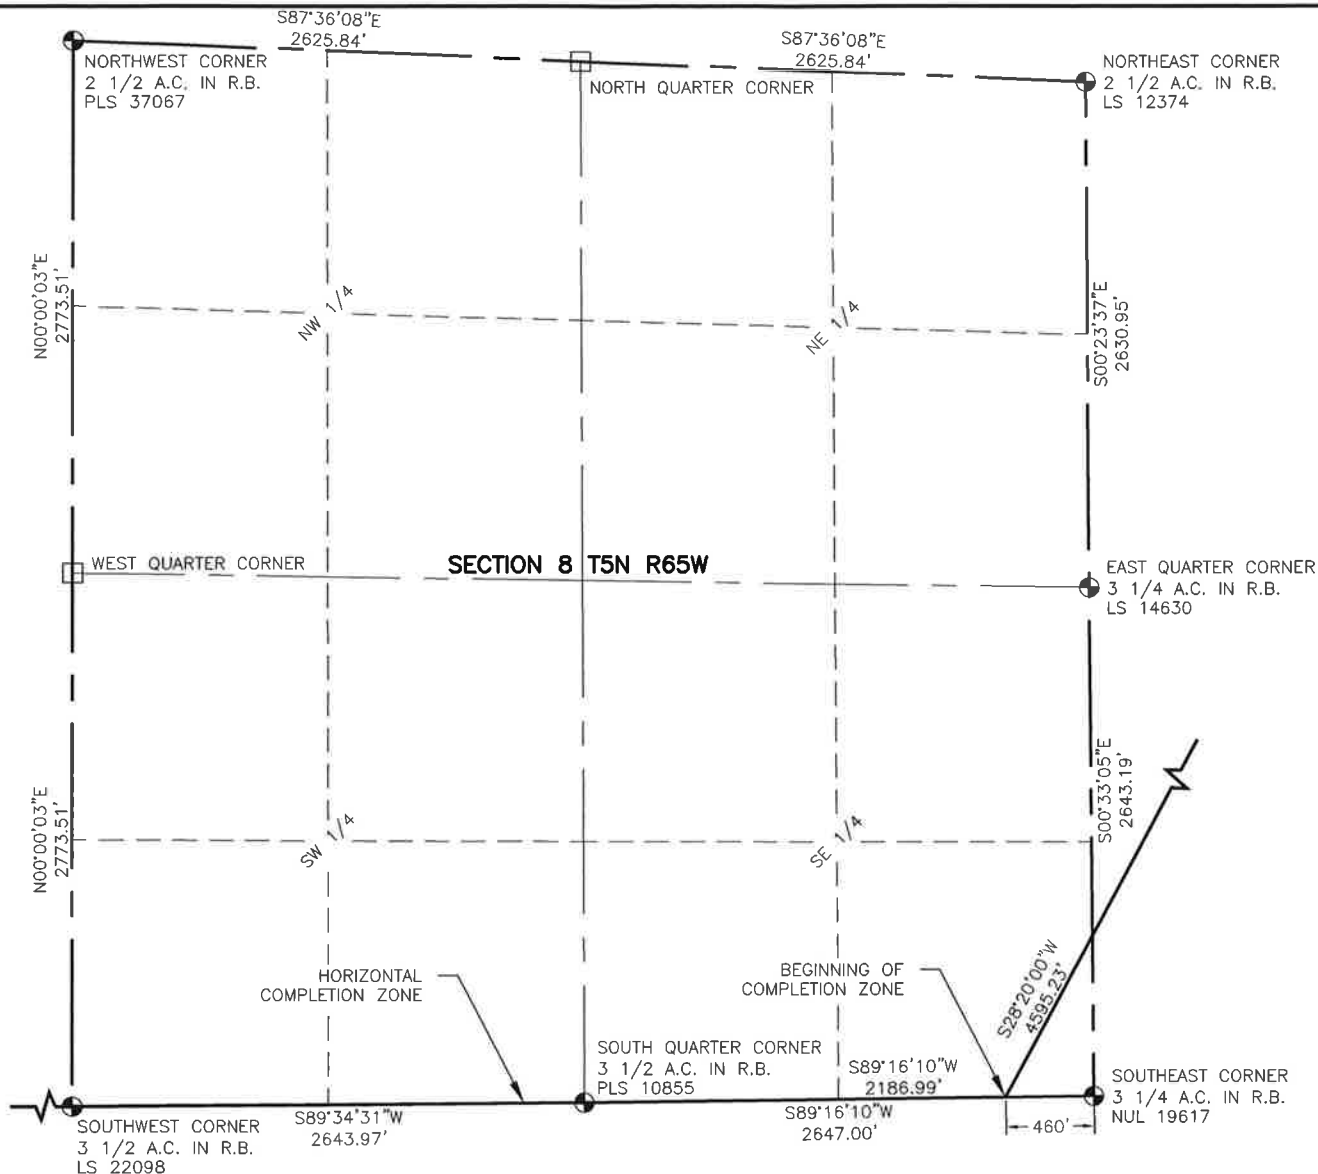 S87°36'08"E
2625.84'
S87°36'08"E
2625.84'
NORTHWEST CORNER
2 1/2 A.C. IN R.B.
PLS 37067
NORTH QUARTER CORNER
NORTHEAST CORNER
2 1/2 A.C. IN R.B.
LS 12374
N00°00'03"E
2773.51'
NW 1/4
NE 1/4
S00°23'37"E
2630.95'
WEST QUARTER CORNER
SECTION 8 T5N R65W
EAST QUARTER CORNER
3 1/4 A.C. IN R.B.
LS 14630
N00°00'03"E
2773.51'
SW 1/4
SE 1/4
S00°33'05"E
2643.19'
HORIZONTAL
COMPLETION ZONE
BEGINNING OF
COMPLETION ZONE
S28°20'00"W
4595.23'
SOUTH QUARTER CORNER
3 1/2 A.C. IN R.B.
PLS 10855
S89°16'10"W
2186.99'
SOUTHEAST CORNER
3 1/4 A.C. IN R.B.
NUL 19617
SOUTHWEST CORNER
3 1/2 A.C. IN R.B.
LS 22098
S89°34'31"W
2643.97'
S89°16'10"W
2647.00'
460'